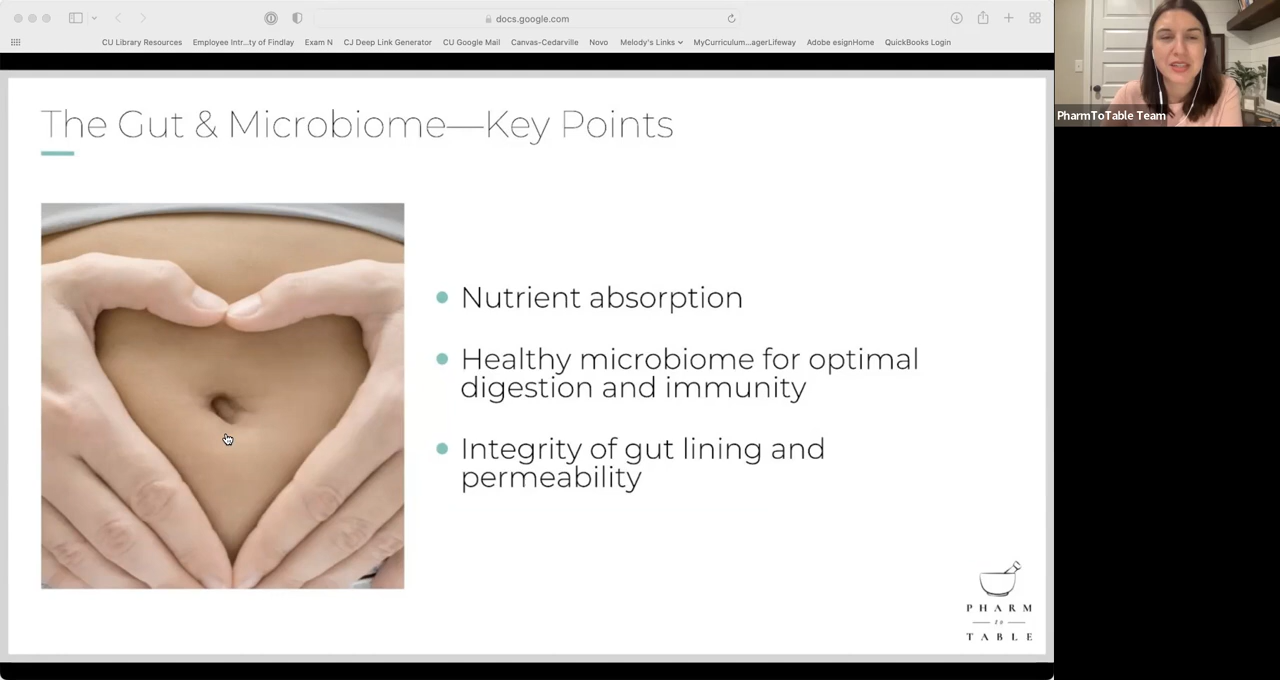 docs.google.com
CU Library Resources
Employee Intr...ty of Findlay
Exam N
CJ Deep Link Generator
CU Google Mail
Canvas-Cedarville
Novo
Melody's Links
MyCurriculum...agerLifeway
Adobe esignHome
QuickBooks Login
PharmToTable Team
The Gut & Microbiome—Key Points
Nutrient absorption
Healthy microbiome for optimal
digestion and immunity
Integrity of gut lining and
permeability
PHARM
to
TABLE